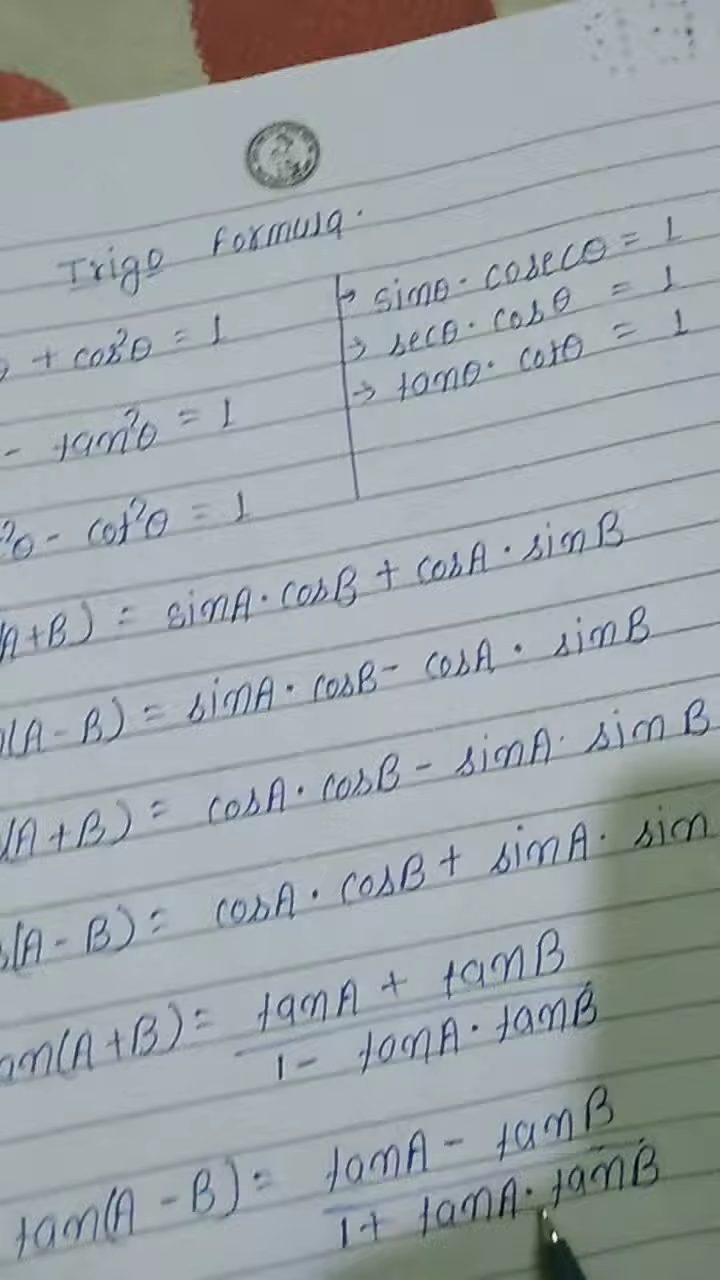 Trigo Formula.
+ cos²θ = 1
- tan²θ = 1
²θ - cot²θ = 1
→ sinθ · cosecθ = 1
→ secθ · cosθ = 1
→ tanθ · cotθ = 1
(A+B) = sinA · cosB + cosA · sinB
(A - B) = sinA · cosB - cosA · sinB
(A + B) = cosA · cosB - sinA · sinB
s(A - B) = cosA · cosB + sinA · sin
an(A+B) = tanA + tanB
1 - tanA · tanB
tan(A - B) = tanA - tanB
1 + tanA · tanB